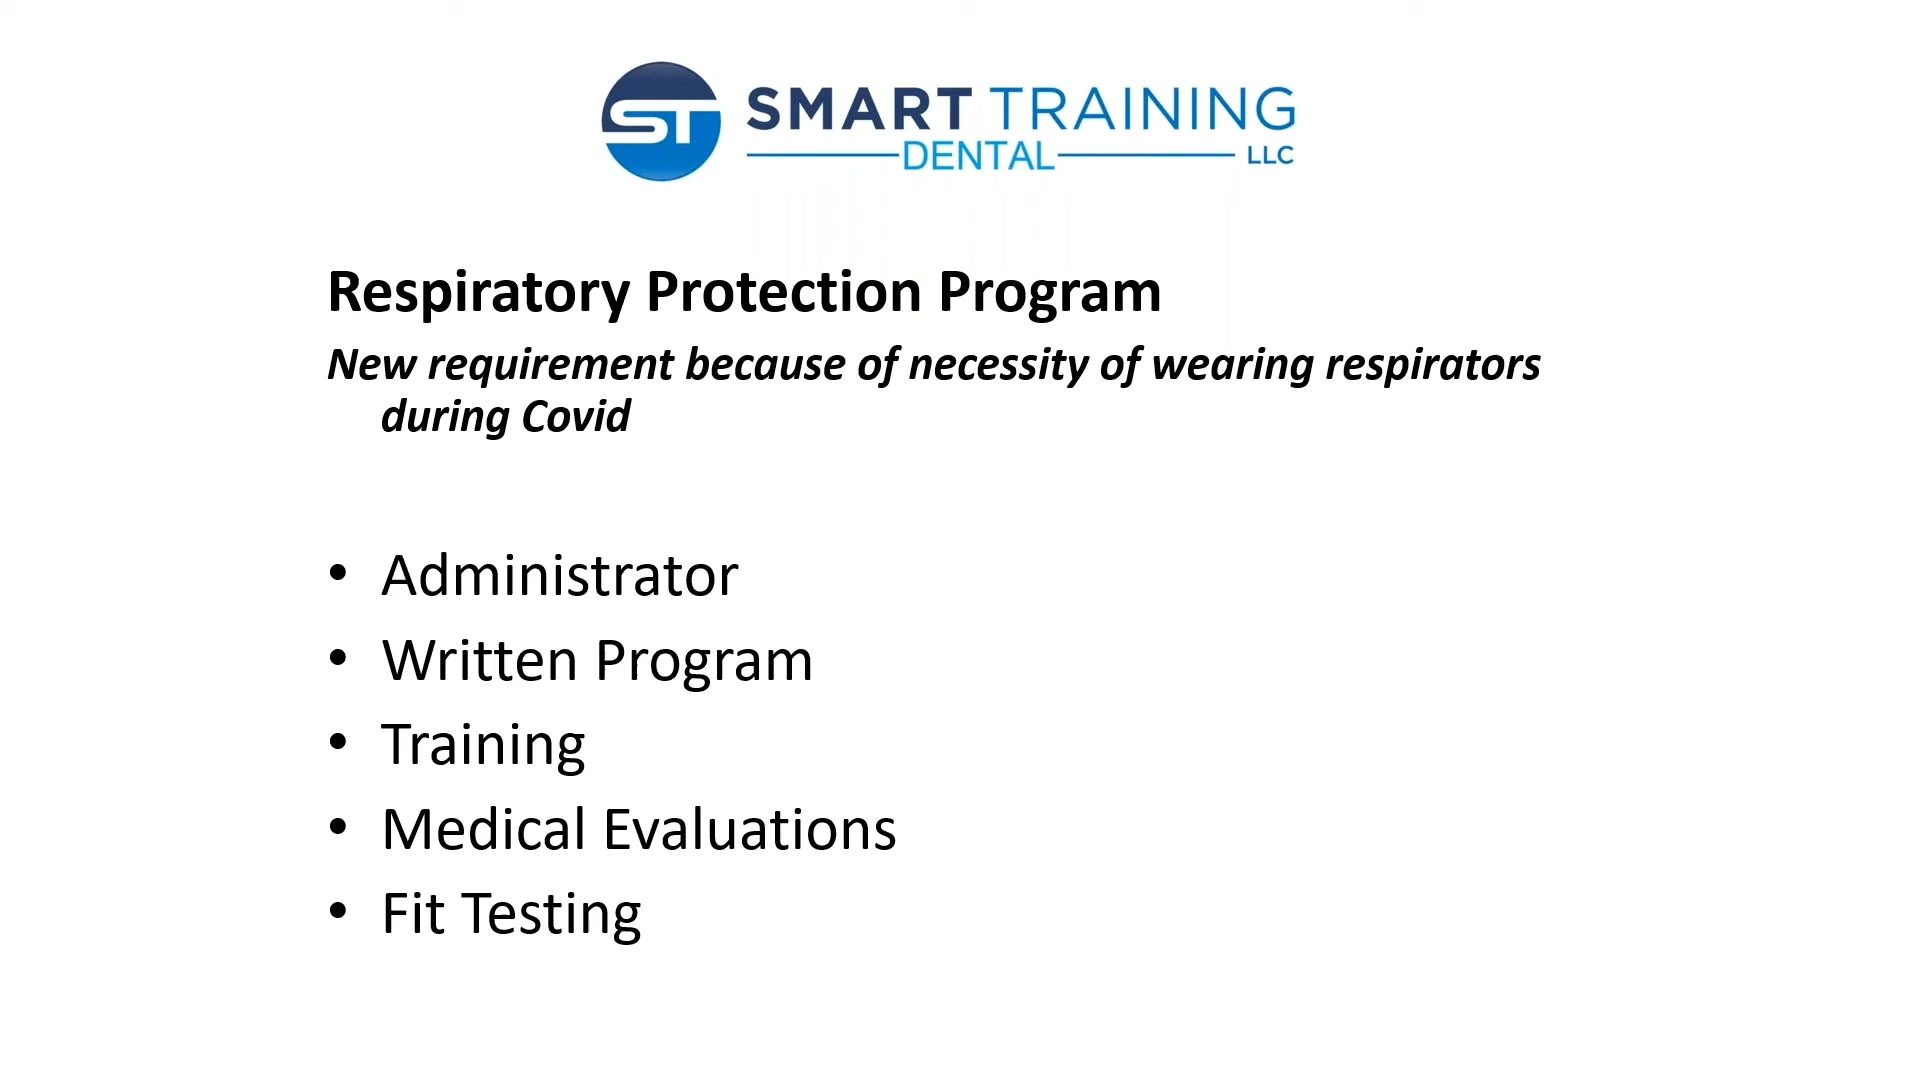 ST SMART TRAINING
DENTAL LLC
Respiratory Protection Program
New requirement because of necessity of wearing respirators
during Covid
• Administrator
• Written Program
• Training
• Medical Evaluations
• Fit Testing